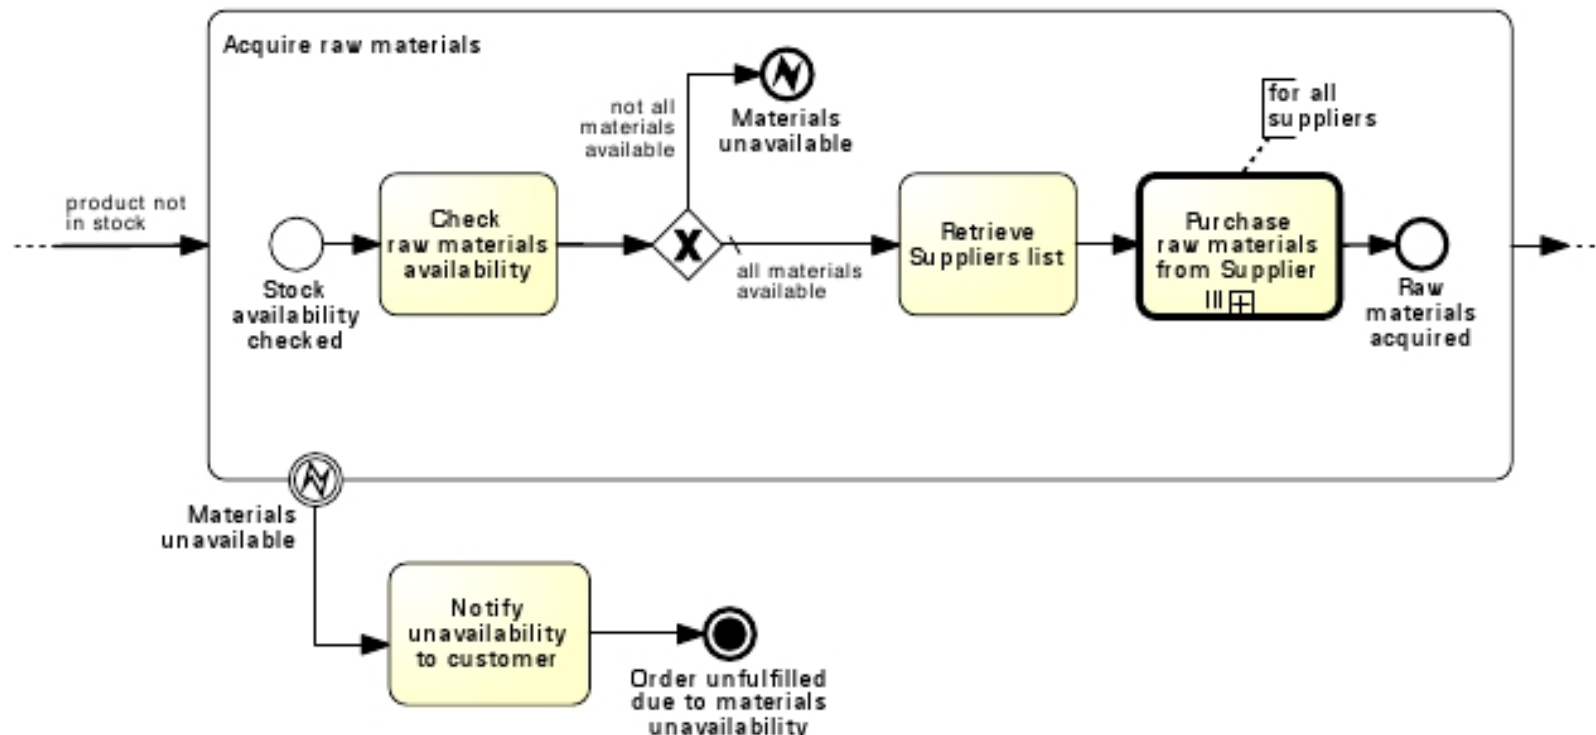 Acquire raw materials
product not
in stock
Stock
availability
checked
Check
raw materials
availability
not all
materials
available
Materials
unavailable
all materials
available
Retrieve
Suppliers list
for all
suppliers
Purchase
raw materials
from Supplier
Raw
materials
acquired
Materials
unavailable
Notify
unavailability
to customer
Order unfulfilled
due to materials
unavailability